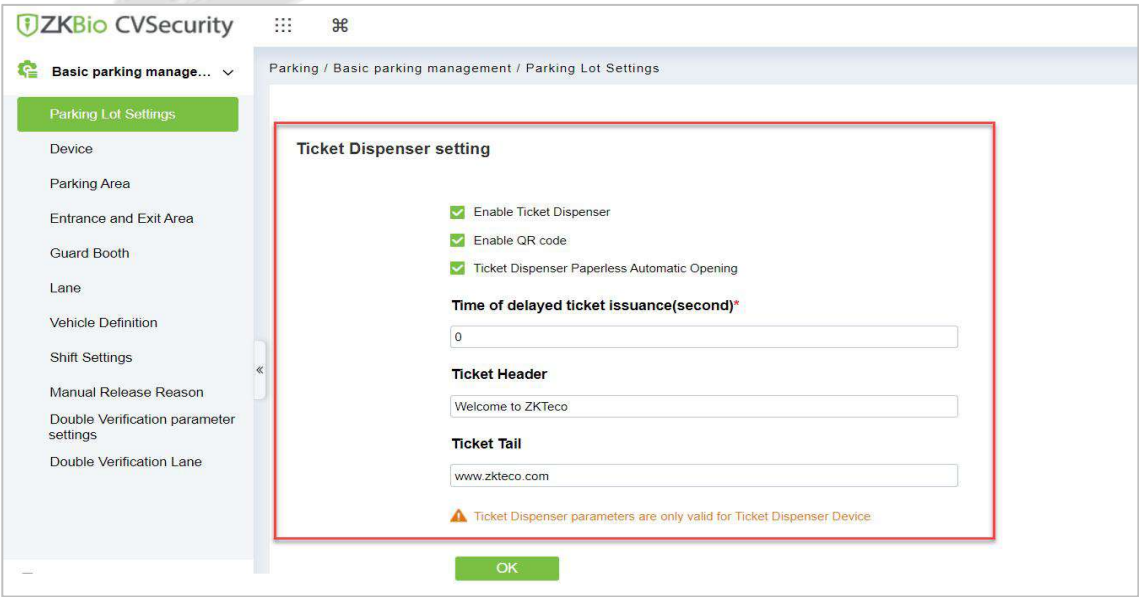 ZKBio CVSecurity
Basic parking manage...
Parking / Basic parking management / Parking Lot Settings
Parking Lot Settings
Device
Parking Area
Entrance and Exit Area
Guard Booth
Lane
Vehicle Definition
Shift Settings
Manual Release Reason
Double Verification parameter
settings
Double Verification Lane
Ticket Dispenser setting
Enable Ticket Dispenser
Enable QR code
Ticket Dispenser Paperless Automatic Opening
Time of delayed ticket issuance(second)*
0
Ticket Header
Welcome to ZKTeco
Ticket Tail
www.zkteco.com
Ticket Dispenser parameters are only valid for Ticket Dispenser Device
OK